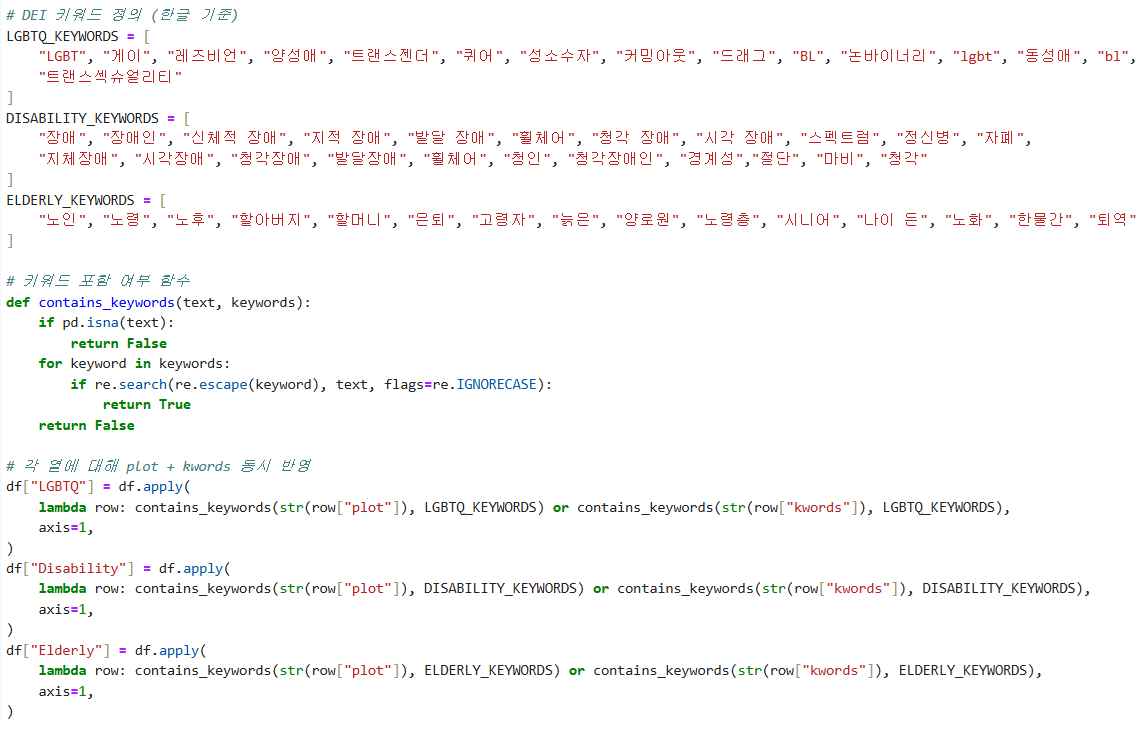 # DEI 키워드 정의 (한글 기준)
LGBTQ_KEYWORDS = [
    "LGBT", "게이", "레즈비언", "양성애", "트랜스젠더", "퀴어", "성소수자", "커밍아웃", "드래그", "BL", "논바이너리", "lgbt", "동성애", "bl",
    "트랜스섹슈얼리티"
]
DISABILITY_KEYWORDS = [
    "장애", "장애인", "신체적 장애", "지적 장애", "발달 장애", "휠체어", "청각 장애", "시각 장애", "스펙트럼", "정신병", "자폐",
    "지체장애", "시각장애", "청각장애", "발달장애", "휠체어", "청인", "청각장애인", "경계성","절단", "마비", "청각"
]
ELDERLY_KEYWORDS = [
    "노인", "노령", "노후", "할아버지", "할머니", "은퇴", "고령자", "늙은", "양로원", "노령층", "시니어", "나이 든", "노화", "한물간", "퇴역"
]

# 키워드 포함 여부 함수
def contains_keywords(text, keywords):
    if pd.isna(text):
        return False
    for keyword in keywords:
        if re.search(re.escape(keyword), text, flags=re.IGNORECASE):
            return True
    return False

# 각 열에 대해 plot + kwords 동시 반영
df["LGBTQ"] = df.apply(
    lambda row: contains_keywords(str(row["plot"]), LGBTQ_KEYWORDS) or contains_keywords(str(row["kwords"]), LGBTQ_KEYWORDS),
    axis=1,
)
df["Disability"] = df.apply(
    lambda row: contains_keywords(str(row["plot"]), DISABILITY_KEYWORDS) or contains_keywords(str(row["kwords"]), DISABILITY_KEYWORDS),
    axis=1,
)
df["Elderly"] = df.apply(
    lambda row: contains_keywords(str(row["plot"]), ELDERLY_KEYWORDS) or contains_keywords(str(row["kwords"]), ELDERLY_KEYWORDS),
    axis=1,
)